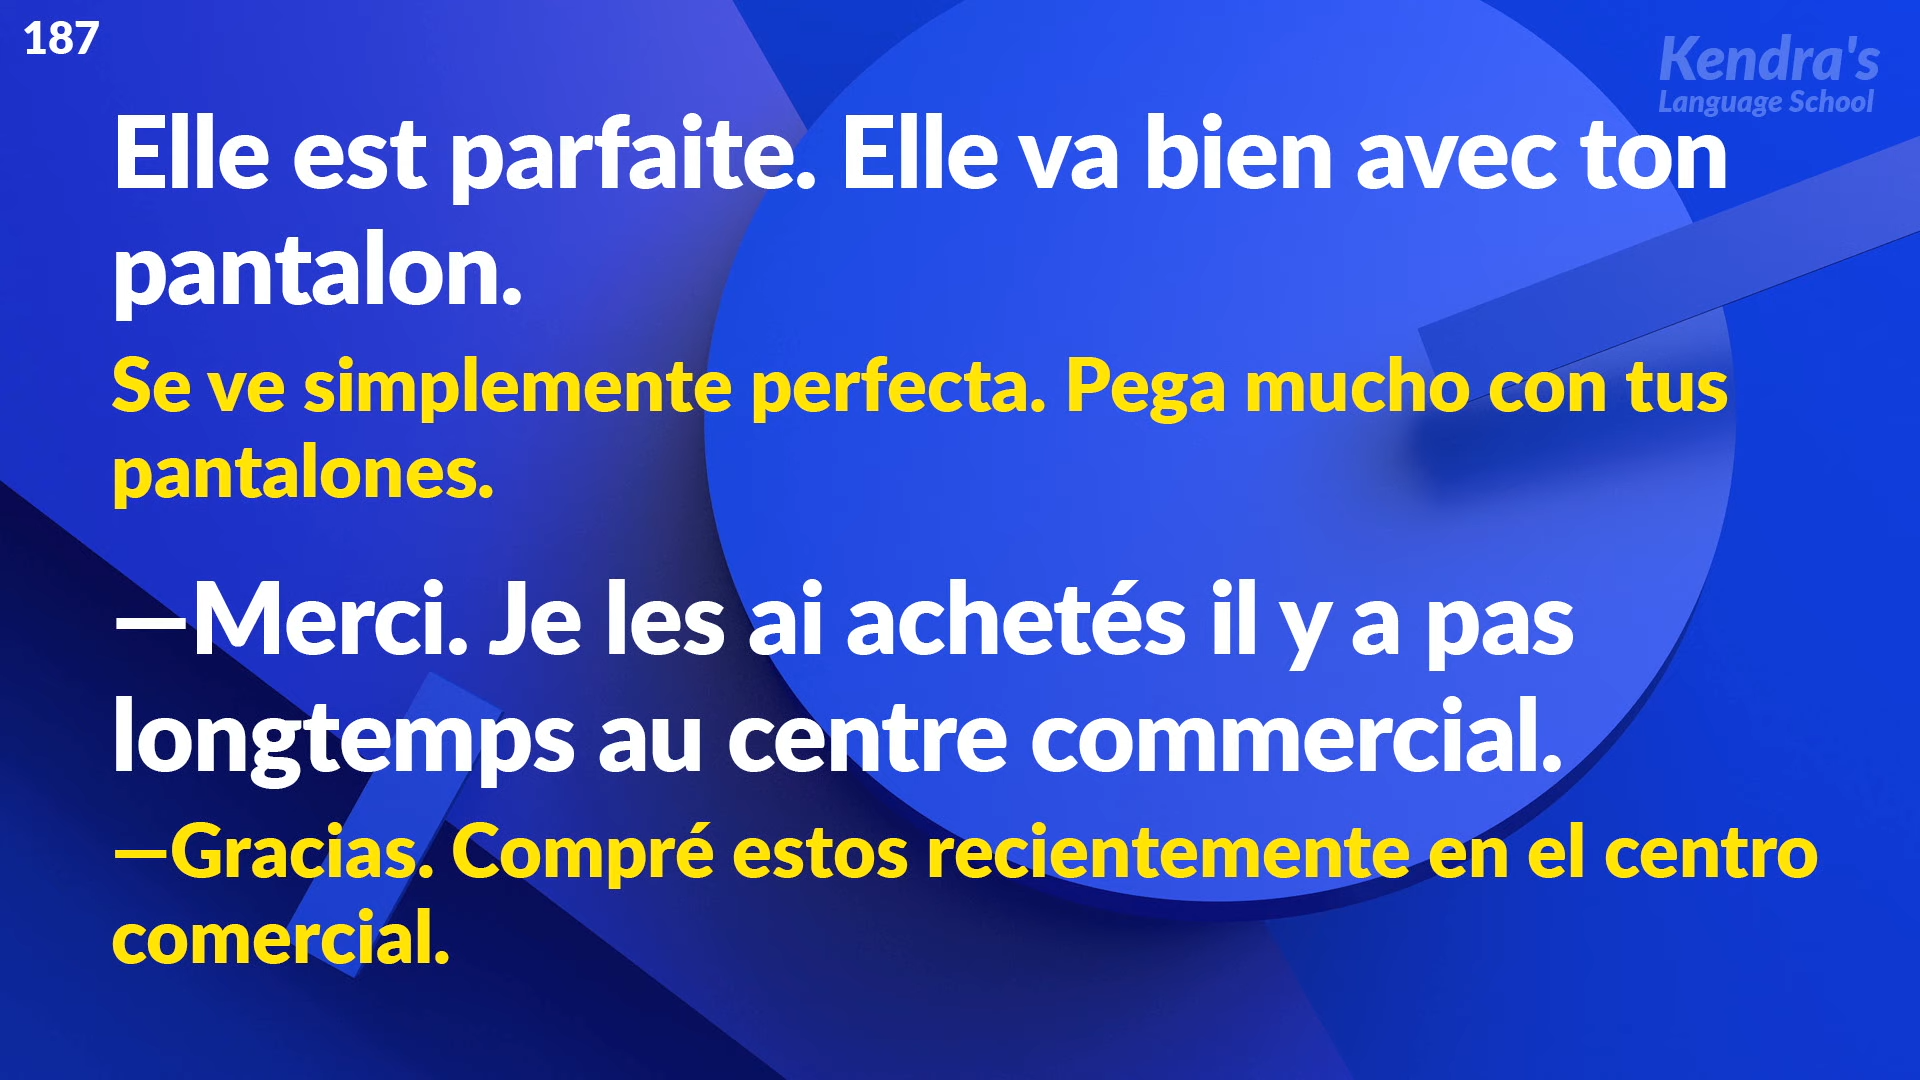 187
Kendra's
Language School
Elle est parfaite. Elle va bien avec ton
pantalon.
Se ve simplemente perfecta. Pega mucho con tus
pantalones.
—Merci. Je les ai achetés il y a pas
longtemps au centre commercial.
—Gracias. Compré estos recientemente en el centro
comercial.